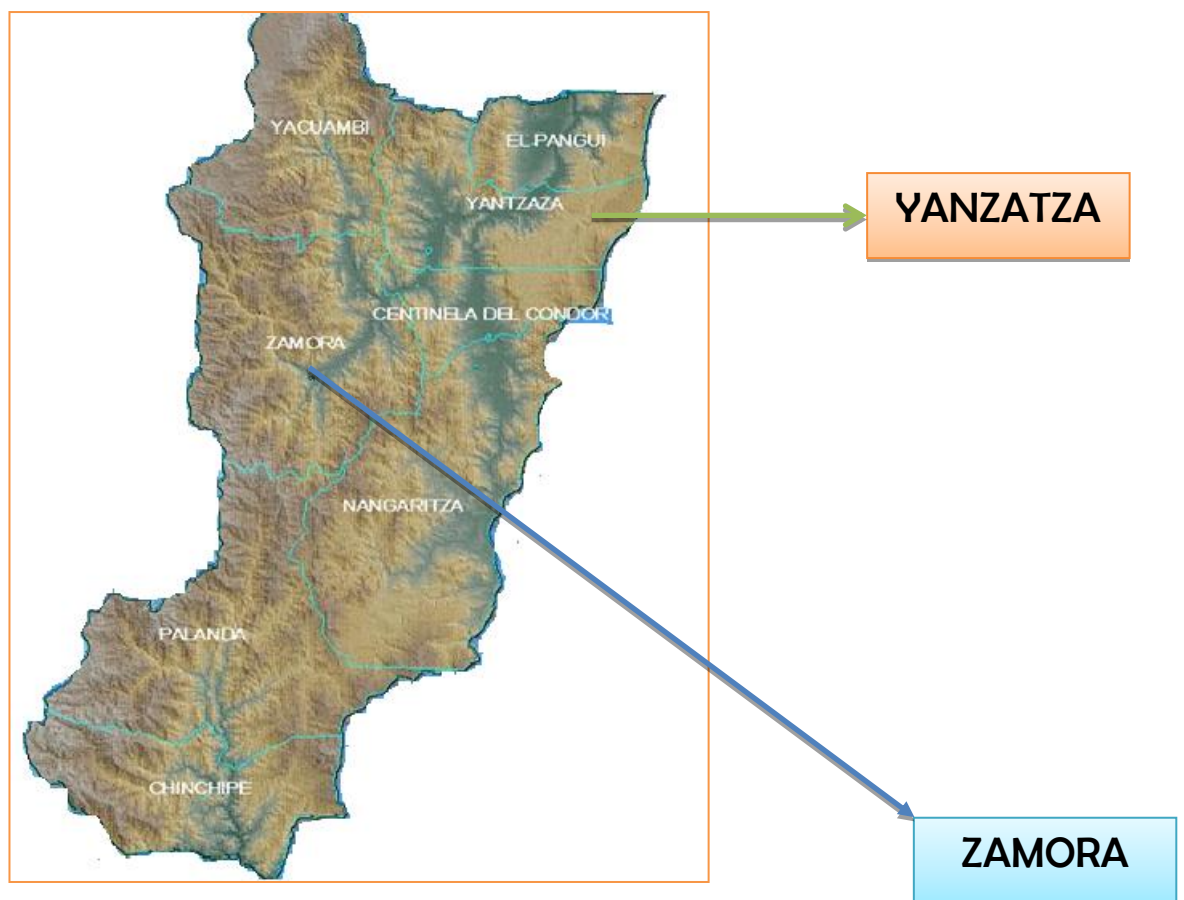 YACUAMBI
EL PANGUI
YANTZAZA
YANZATZA
CENTINELA DEL CONDOR
ZAMORA
NANGARITZA
PALANDA
CHINCHIPE
ZAMORA